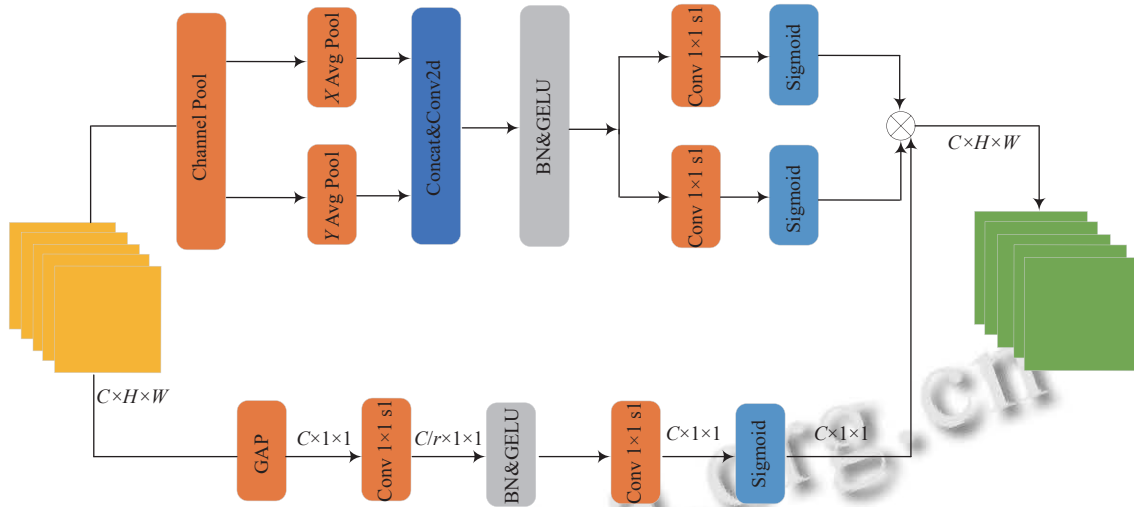 Channel Pool
X Avg Pool
Y Avg Pool
Concat&Conv2d
BN&GELU
Conv 1×1 s1
Sigmoid
Conv 1×1 s1
Sigmoid
C×H×W
C×H×W
GAP
C×1×1
Conv 1×1 s1
C/r×1×1
BN&GELU
Conv 1×1 s1
C×1×1
Sigmoid
C×1×1
.org.cn